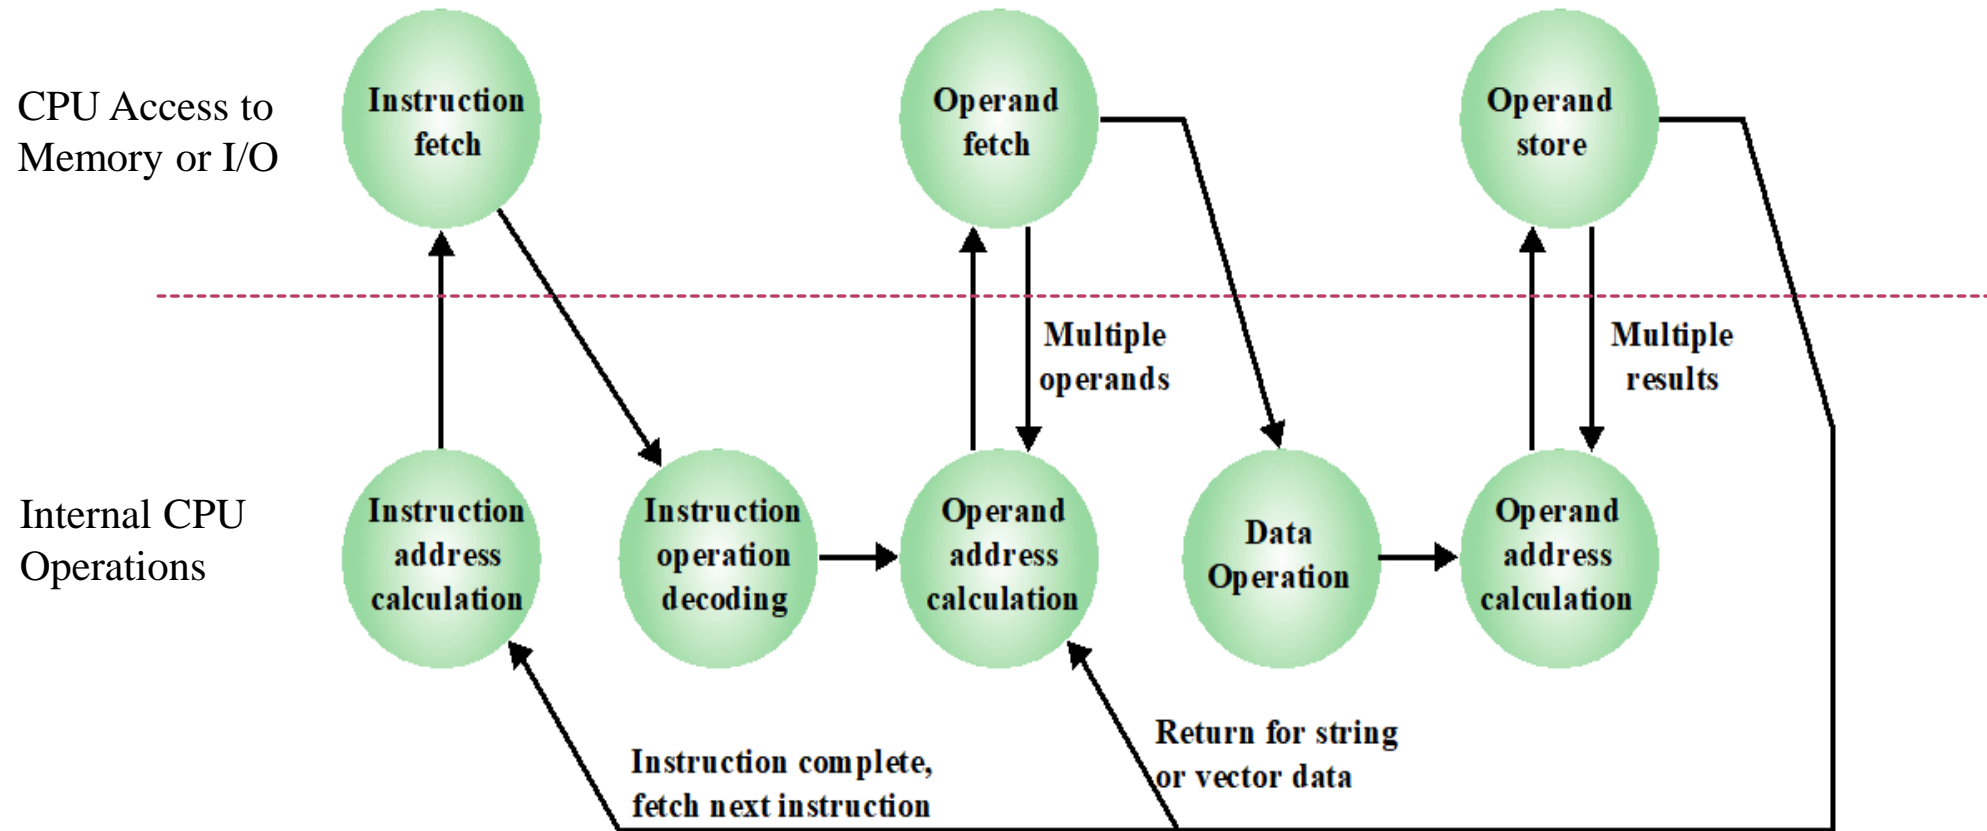 CPU Access to
Memory or I/O
Instruction
fetch
Operand
fetch
Operand
store
Multiple
operands
Multiple
results
Internal CPU
Operations
Instruction
address
calculation
Instruction
operation
decoding
Operand
address
calculation
Data
Operation
Operand
address
calculation
Instruction complete,
fetch next instruction
Return for string
or vector data